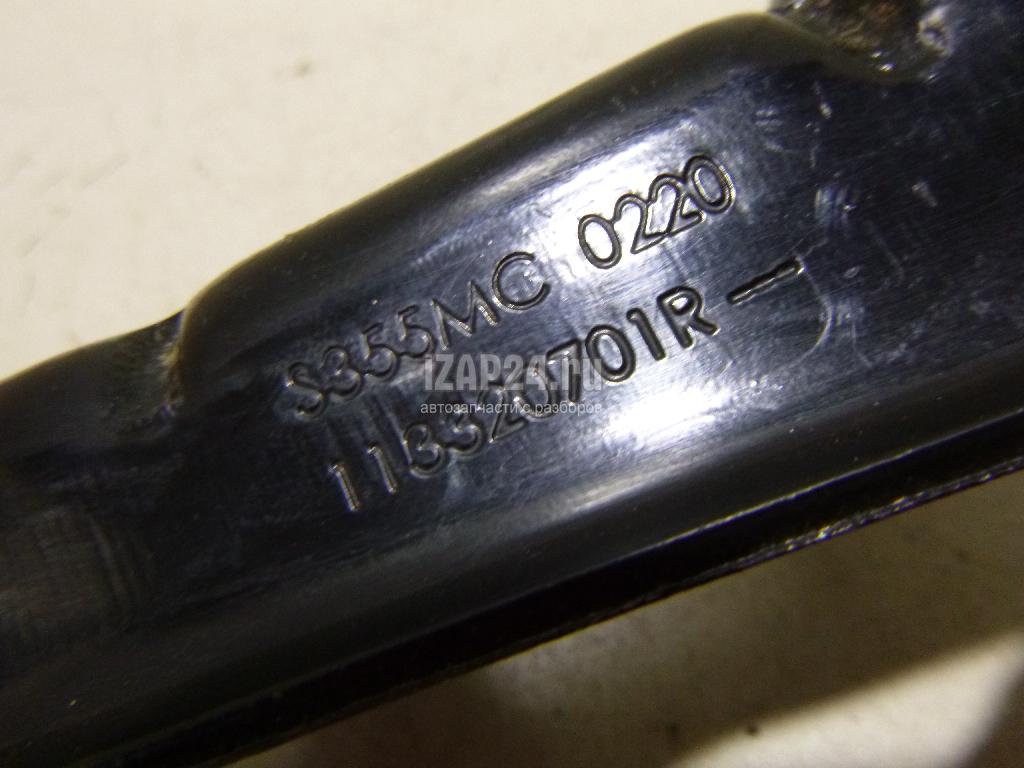 S355MC 0220
IZAP24.ru
автозапчасти с разборов
113320701R –